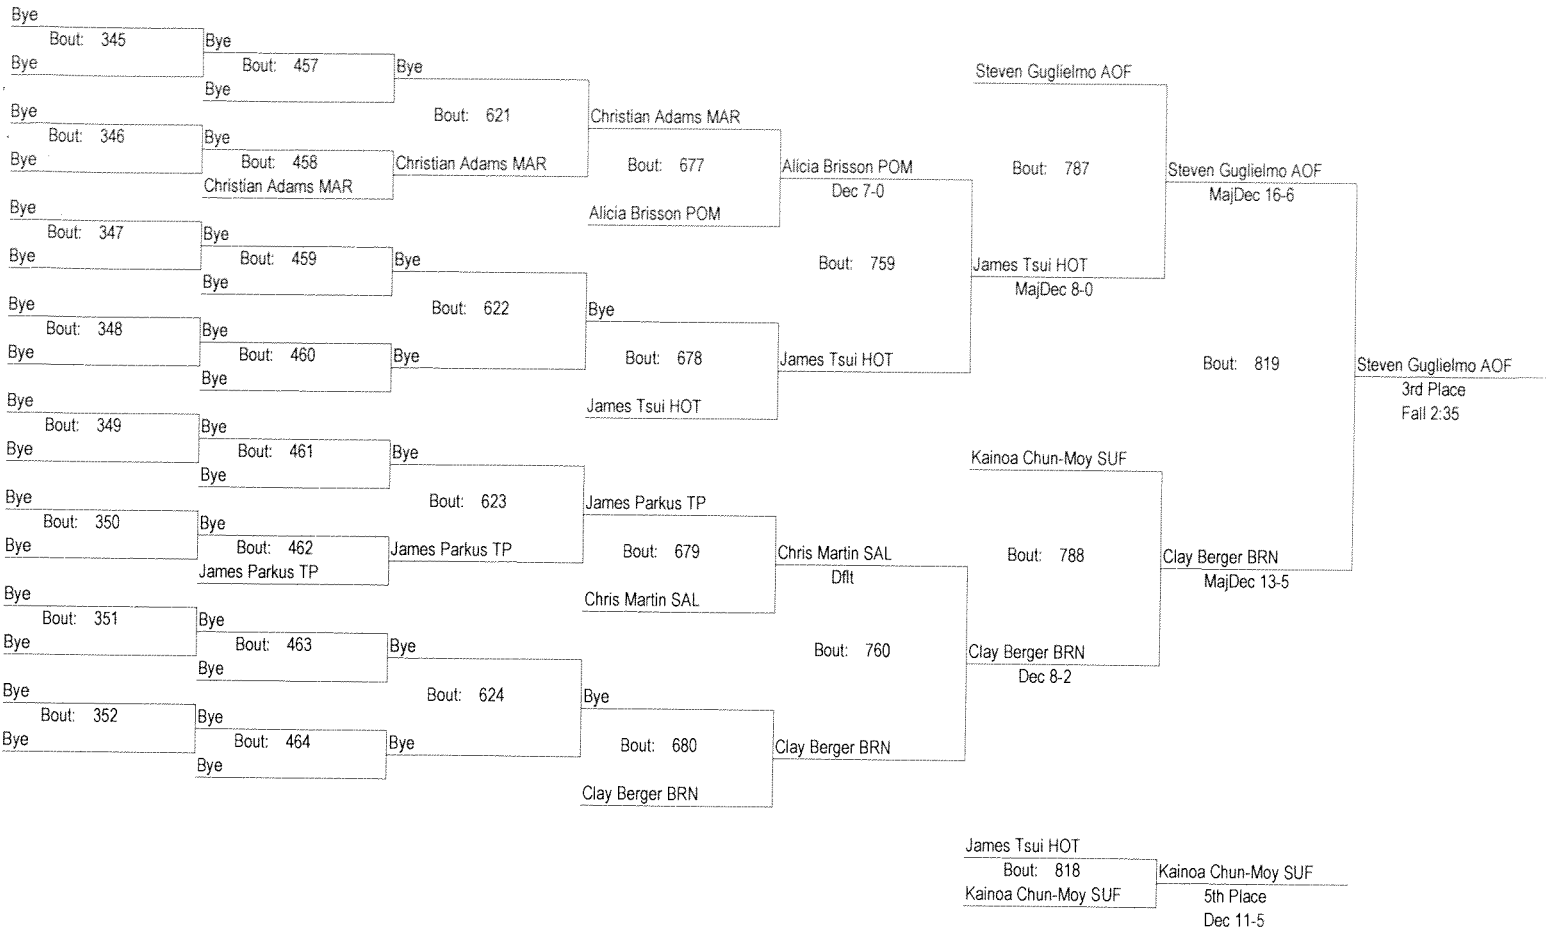 Bye
Bout: 345
Bye
Bye
Bout: 457
Bye
Bye
Bout: 346
Bye
Bye
Bout: 458
Christian Adams MAR
Bye
Bout: 621
Christian Adams MAR
Bye
Bout: 347
Bye
Bye
Bout: 459
Bye
Bye
Bout: 348
Bye
Bye
Bout: 460
Bye
Bye
Bout: 622
Bye
Christian Adams MAR
Bout: 677
Alicia Brisson POM
Bye
Bout: 678
James Tsui HOT
Alicia Brisson POM
Dec 7-0
Bout: 759
James Tsui HOT
Bye
Bout: 349
Bye
Bye
Bout: 461
Bye
Bye
Bout: 350
Bye
Bye
Bout: 462
James Parkus TP
Bye
Bout: 623
James Parkus TP
Bye
Bout: 351
Bye
Bye
Bout: 463
Bye
Bye
Bout: 352
Bye
Bye
Bout: 464
Bye
Bye
Bout: 624
Bye
James Parkus TP
Bout: 679
Chris Martin SAL
Bye
Bout: 680
Clay Berger BRN
Chris Martin SAL
Dflt
Bout: 760
Clay Berger BRN
Steven Guglielmo AOF
Bout: 787
James Tsui HOT
MajDec 8-0
Kainoa Chun-Moy SUF
Bout: 788
Clay Berger BRN
Dec 8-2
Steven Guglielmo AOF
MajDec 16-6
Bout: 819
Clay Berger BRN
MajDec 13-5
Steven Guglielmo AOF
3rd Place
Fall 2:35
James Tsui HOT
Bout: 818
Kainoa Chun-Moy SUF
Kainoa Chun-Moy SUF
5th Place
Dec 11-5